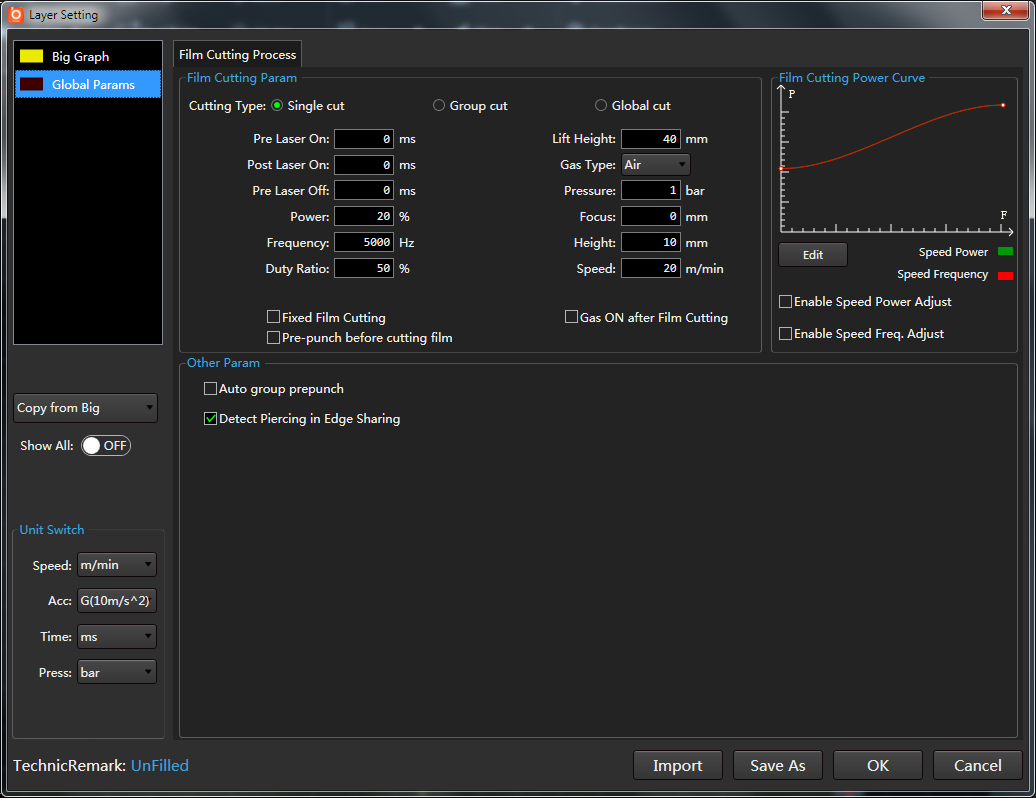 Layer Setting
Big Graph
Global Params
Copy from Big
Show All: OFF
Unit Switch
Speed: m/min
Acc: G(10m/s^2)
Time: ms
Press: bar
Film Cutting Process
Film Cutting Param
Cutting Type: Single cut Group cut Global cut
Pre Laser On: 0 ms Lift Height: 40 mm
Post Laser On: 0 ms Gas Type: Air
Pre Laser Off: 0 ms Pressure: 1 bar
Power: 20 % Focus: 0 mm
Frequency: 5000 Hz Height: 10 mm
Duty Ratio: 50 % Speed: 20 m/min
Fixed Film Cutting Gas ON after Film Cutting
Pre-punch before cutting film
Film Cutting Power Curve
P
F
Edit Speed Power
Speed Frequency
Enable Speed Power Adjust
Enable Speed Freq. Adjust
Other Param
Auto group prepunch
Detect Piercing in Edge Sharing
TechnicRemark: UnFilled
Import Save As OK Cancel